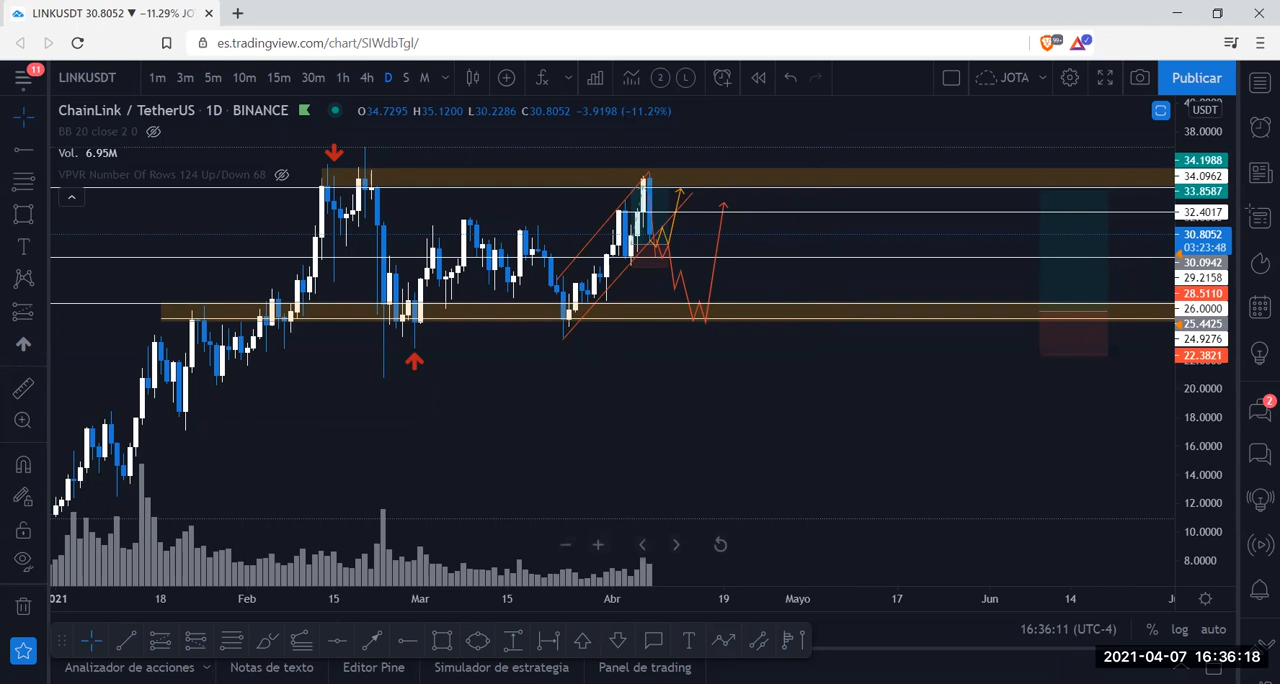 LINKUSDT 30.8052 ▼ −11.29% JO
es.tradingview.com/chart/SIWdbTgl/
99+
11
LINKUSDT 1m 3m 5m 10m 15m 30m 1h 4h D S M 2 L JOTA Publicar
ChainLink / TetherUS · 1D · BINANCE O34.7295 H35.1200 L30.2286 C30.8052 −3.9198 (−11.29%)
BB 20 close 2 0
Vol. 6.95M
VPVR Number Of Rows 124 Up/Down 68
USDT
38.0000
34.1988
34.0962
33.8587
32.4017
30.8052
03:23:48
30.0942
29.2158
28.5110
26.0000
25.4425
24.9276
22.3821
20.0000
18.0000
16.0000
14.0000
12.0000
10.0000
8.0000
2
T
021 18 Feb 15 Mar 15 Abr 19 Mayo 17 Jun 14
T
16:36:11 (UTC-4) % log auto
Analizador de acciones Notas de texto Editor Pine Simulador de estrategia Panel de trading
2021-04-07 16:36:18